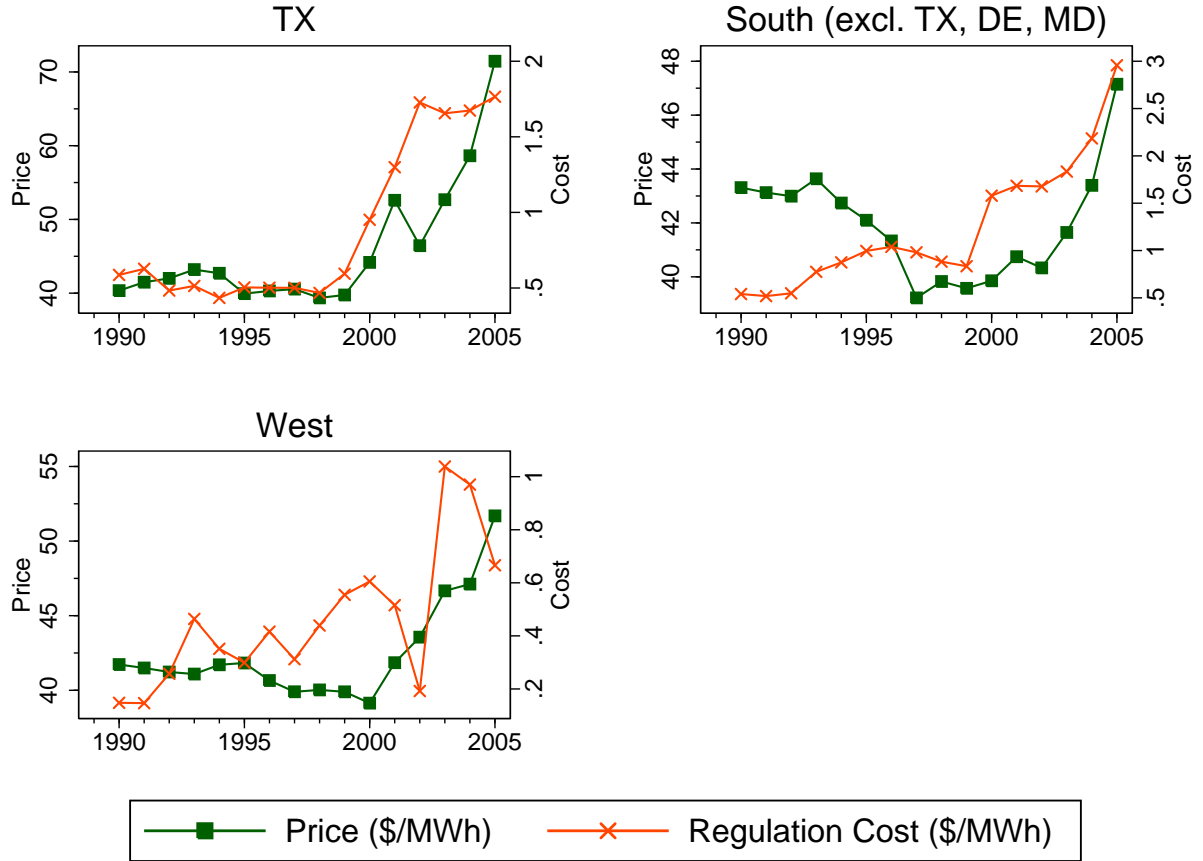 TX
Price
70
60
50
40
2
1.5
1
.5
Cost
1990 1995 2000 2005
South (excl. TX, DE, MD)
Price
48
46
44
42
40
3
2.5
2
1.5
1
.5
Cost
1990 1995 2000 2005
West
Price
55
50
45
40
1
.8
.6
.4
.2
Cost
1990 1995 2000 2005
Price ($/MWh) Regulation Cost ($/MWh)